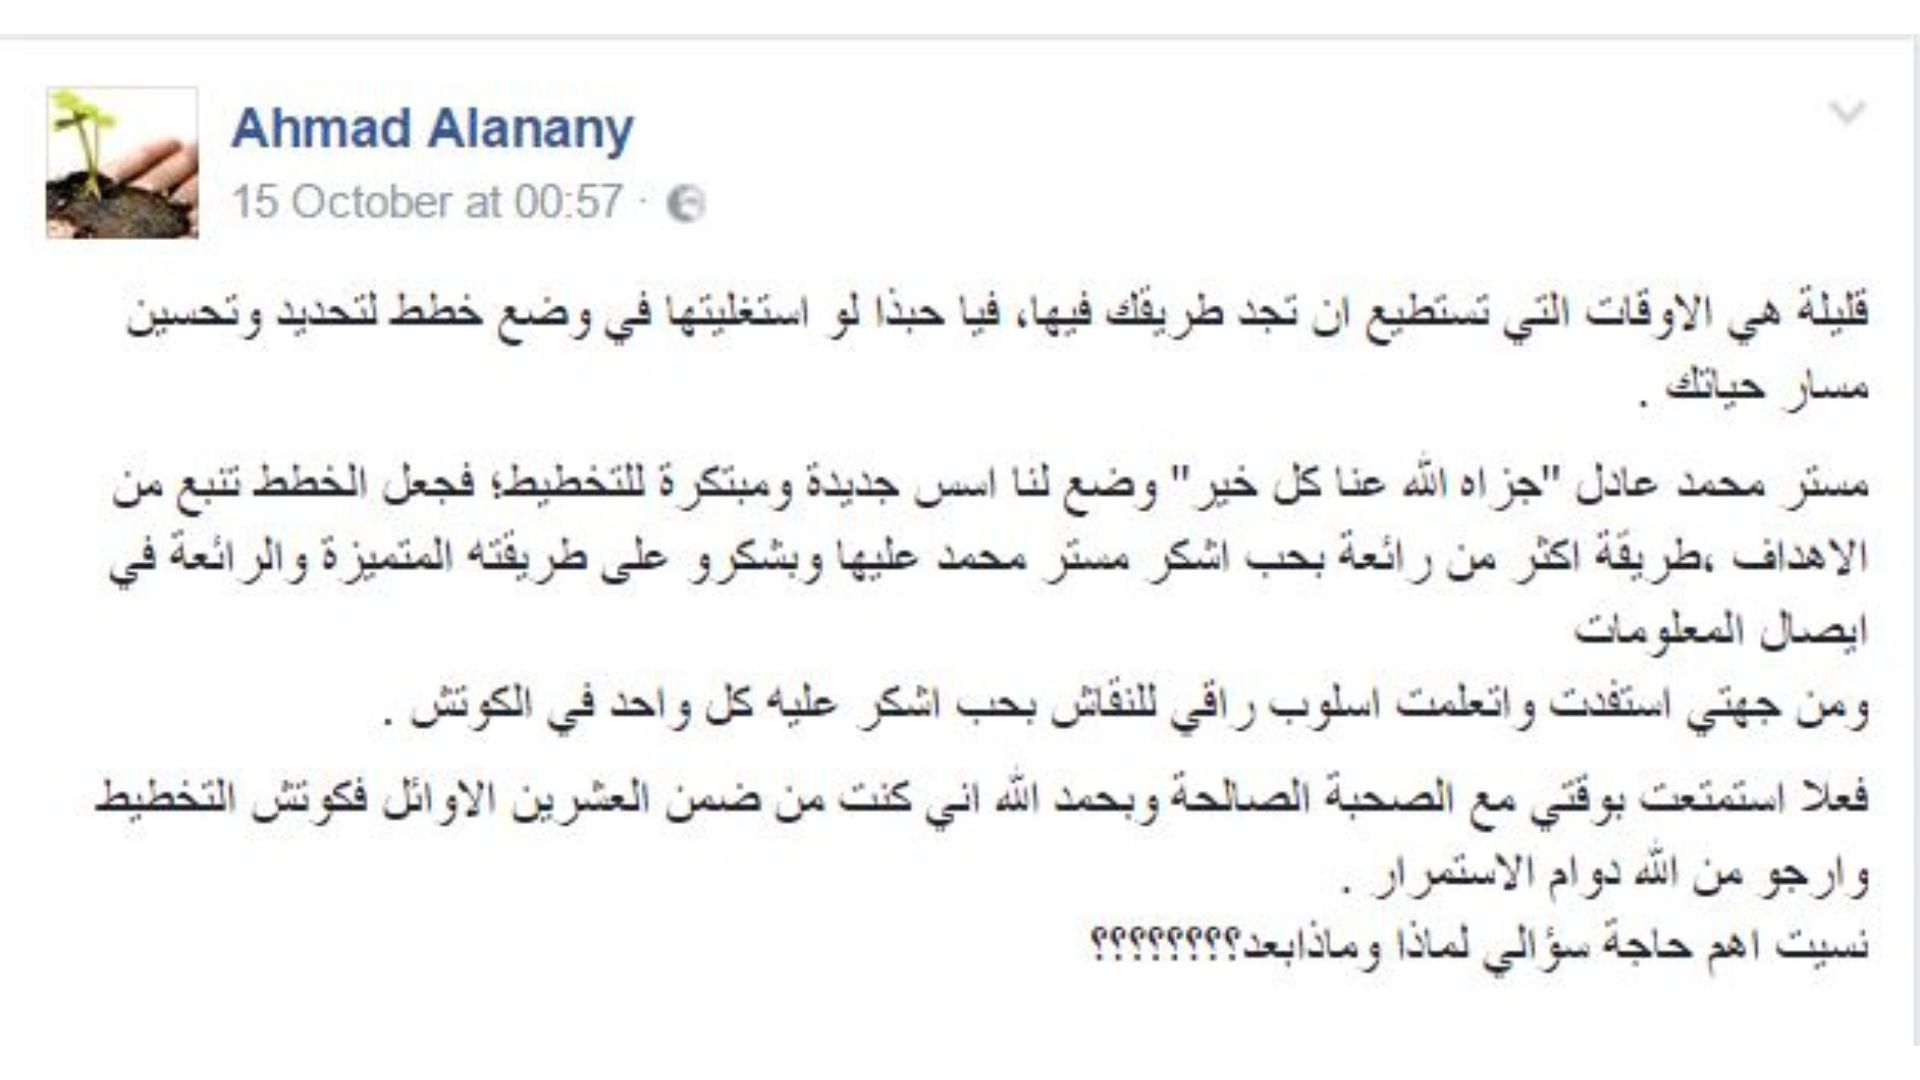 Ahmad Alanany
15 October at 00:57 ·
قليلة هي الاوقات التي تستطيع ان تجد طريقك فيها، فيا حبذا لو استغليتها في وضع خطط لتحديد وتحسين
مسار حياتك .
مستر محمد عادل "جزاه الله عنا كل خير" وضع لنا اسس جديدة ومبتكرة للتخطيط؛ فجعل الخطط تتبع من
الاهداف ،طريقة اكثر من رائعة بحب اشكر مستر محمد عليها وبشكرو على طريقته المتميزة والرائعة في
ايصال المعلومات
ومن جهتي استفدت واتعلمت اسلوب راقي للنقاش بحب اشكر عليه كل واحد في الكوتش .
فعلا استمتعت بوقتي مع الصحبة الصالحة وبحمد الله اني كنت من ضمن العشرين الاوائل فكوتش التخطيط
وارجو من الله دوام الاستمرار .
نسيت اهم حاجة سؤالي لماذا وماذابعد؟؟؟؟؟؟؟؟